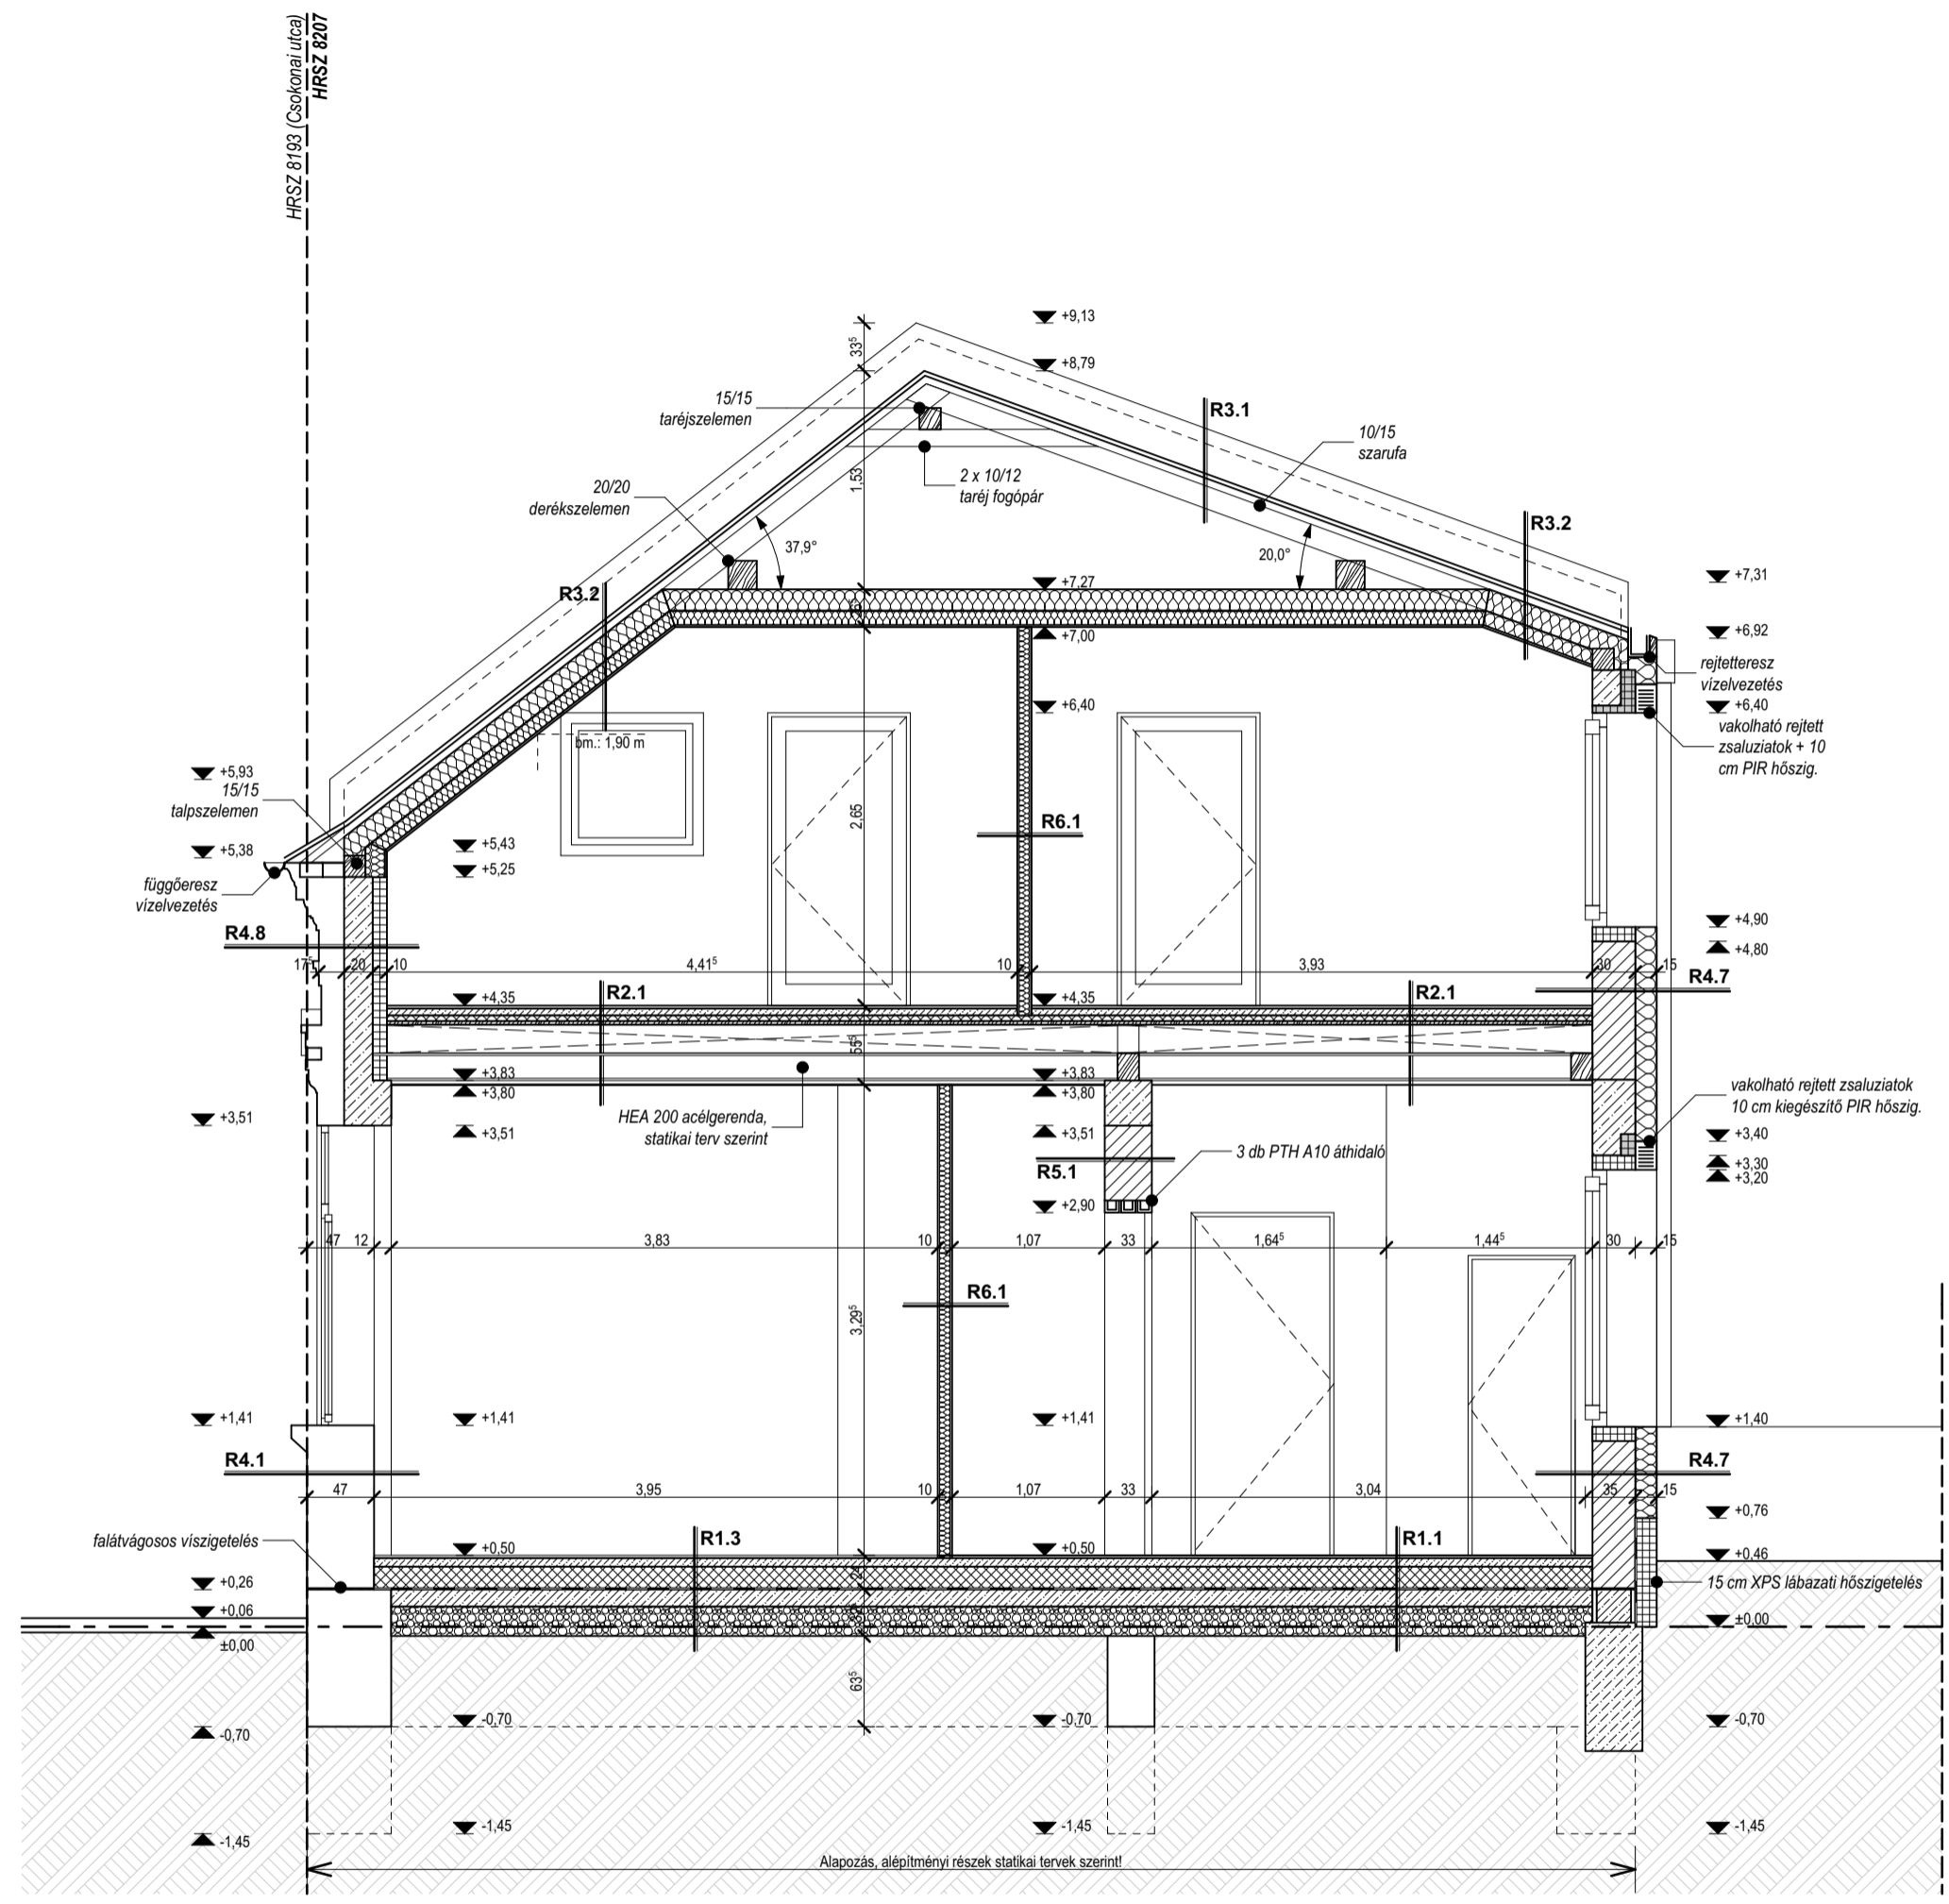 HRSZ 8193 (Csokonai utca)
HRSZ 8207
+9,13
33⁵
+8,79
15/15
taréjszelemen
R3.1
10/15
szarufa
1,53
2 x 10/12
taréj fogópár
20/20
derékszelemen
R3.2
37,9°
20,0°
+7,27
+7,31
R3.2
+7,00
+6,92
rejtetteresz
vízelvezetés
+6,40
+6,40
vakolható rejtett
zsaluziatok + 10
cm PIR hőszig.
bm.: 1,90 m
+5,93
15/15
talpszelemen
2,65
R6.1
+5,38
+5,43
+5,25
függőeresz
vízelvezetés
R4.8
+4,90
+4,80
17⁵
20
10
4,41⁵
10
3,93
30
15
R4.7
+4,35
R2.1
+4,35
R2.1
55⁵
+3,83
+3,83
+3,80
+3,80
HEA 200 acélgerenda,
statikai terv szerint
vakolható rejtett zsaluziatok
10 cm kiegészítő PIR hőszig.
+3,51
+3,51
+3,51
+3,40
+3,30
+3,20
3 db PTH A10 áthidaló
R5.1
+2,90
47
12
3,83
10
1,07
33
1,64⁵
1,44⁵
30
15
R6.1
3,29⁵
+1,41
+1,41
+1,41
+1,40
R4.1
R4.7
47
3,95
10
1,07
33
3,04
35
15
+0,76
falátvágosos víszigetelés
+0,50
R1.3
+0,50
R1.1
+0,46
+0,26
24
15 cm XPS lábazati hőszigetelés
+0,06
±0,00
±0,00
63⁵
-0,70
-0,70
-0,70
-0,70
-1,45
-1,45
-1,45
-1,45
Alapozás, alépítményi részek statikai tervek szerint!